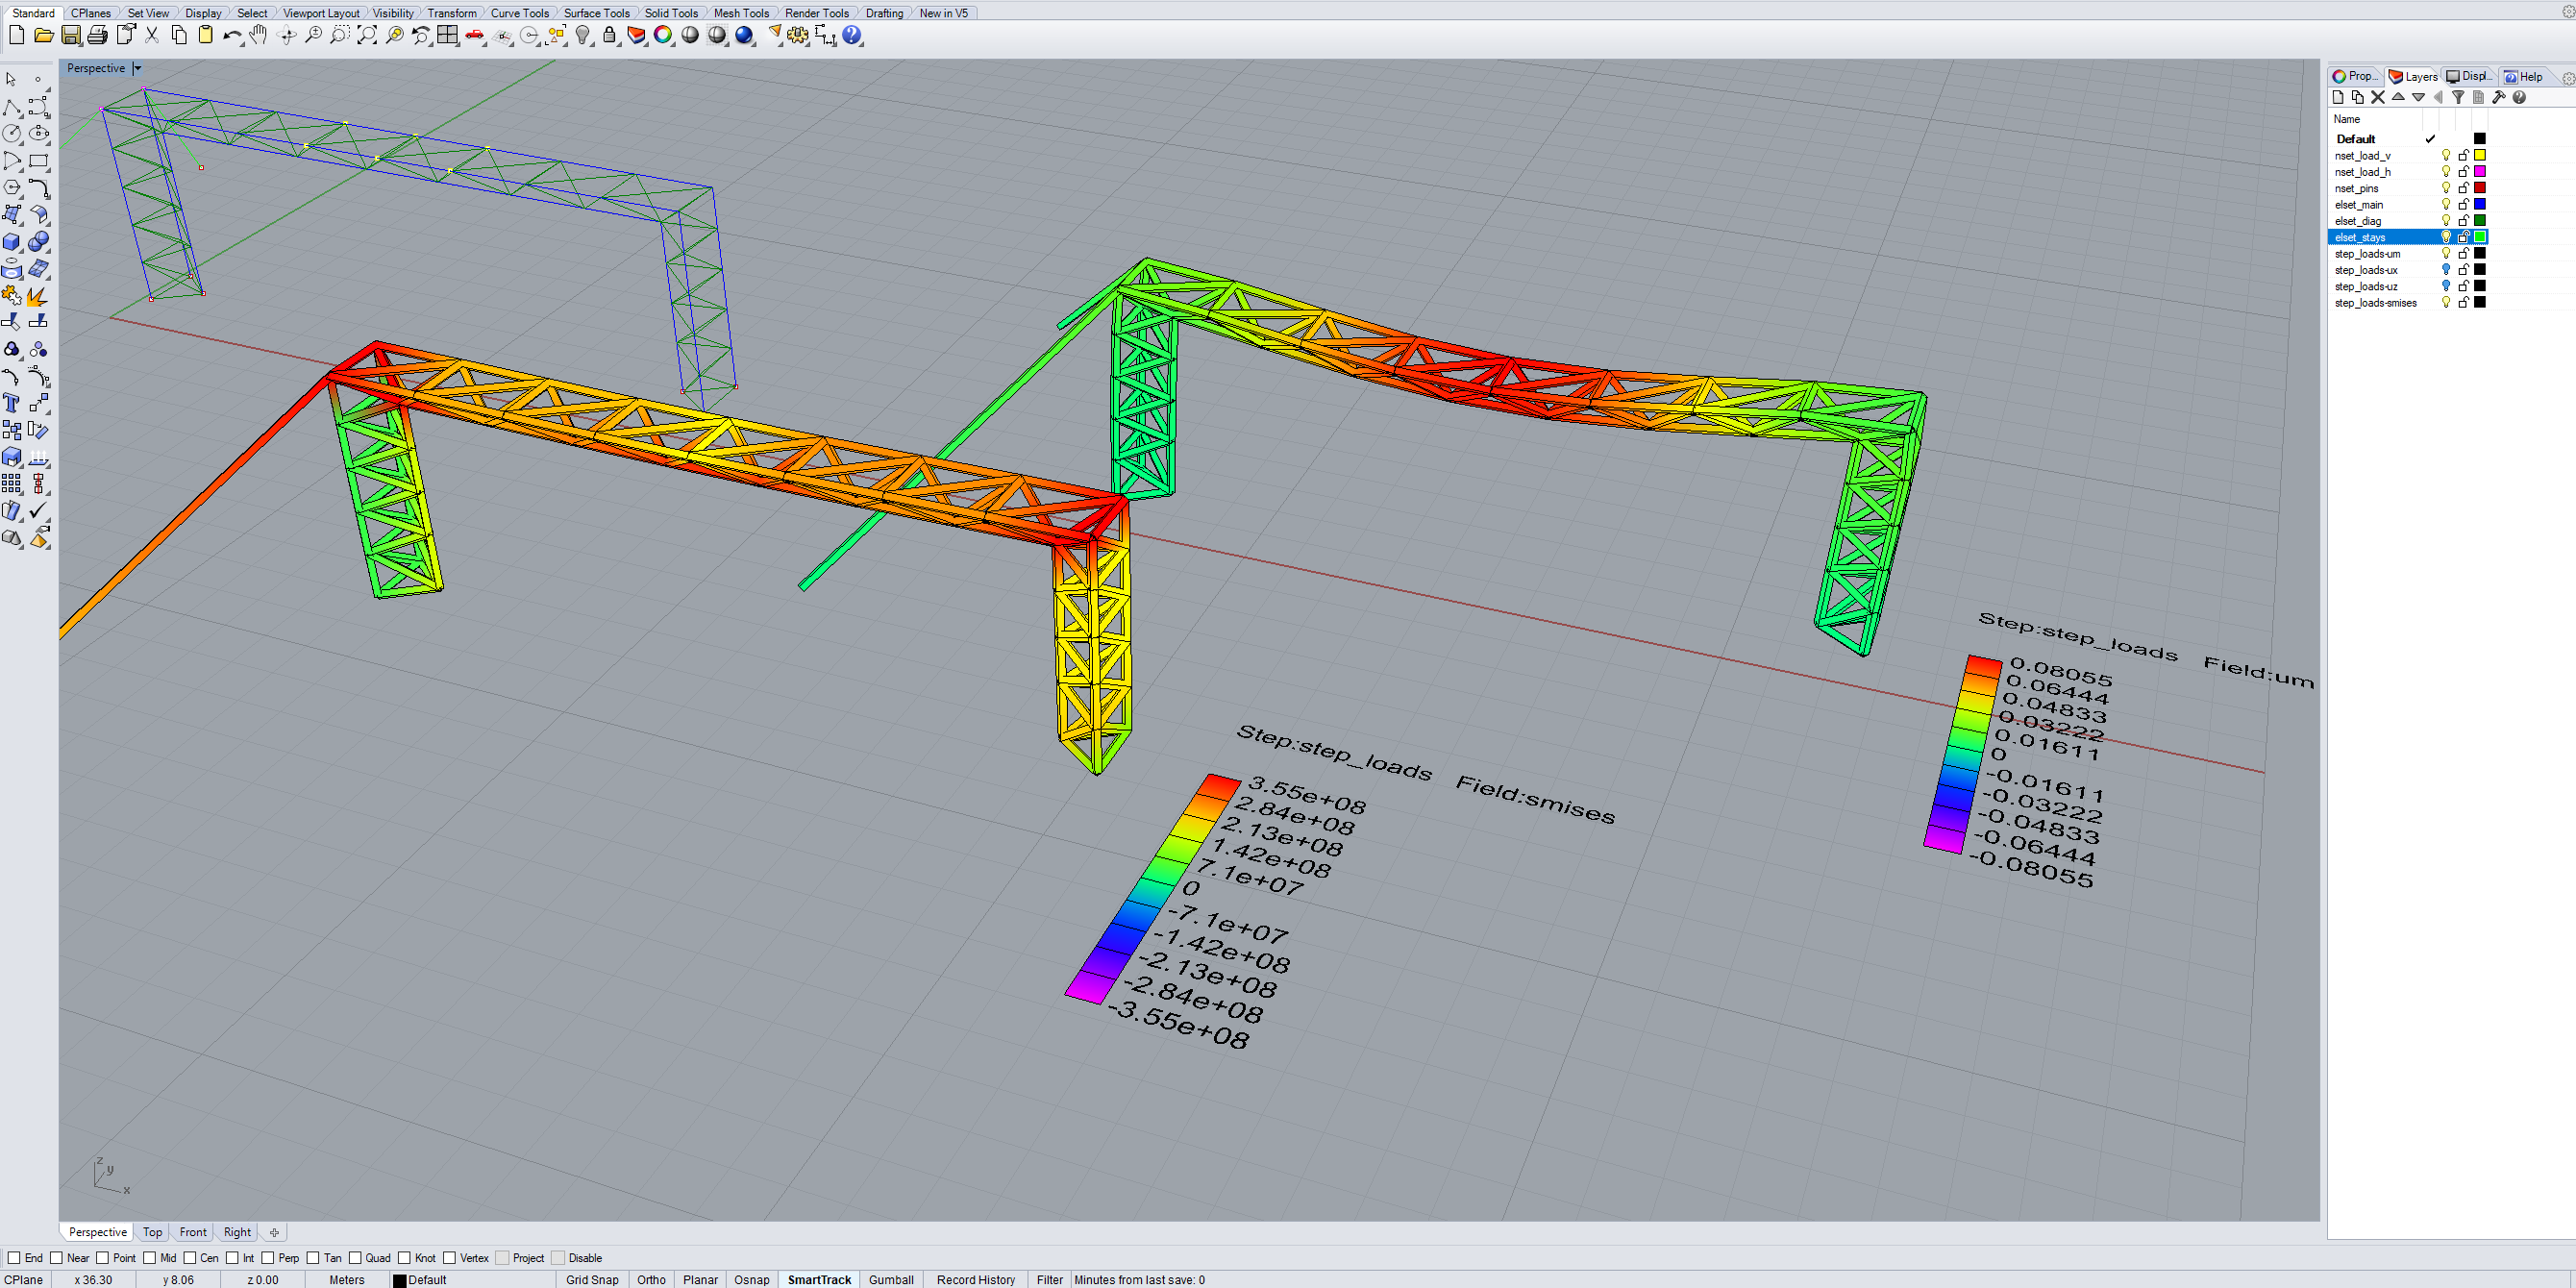 Standard CPlanes Set View Display Select Viewport Layout Visibility Transform Curve Tools Surface Tools Solid Tools Mesh Tools Render Tools Drafting New in V5
Perspective
Prop... Layers Displ... Help
Name
Default
nset_load_v
nset_load_h
nset_pins
elset_main
elset_diag
elset_stays
step_loads-um
step_loads-ux
step_loads-uz
step_loads-smises
Step:step_loads Field:um
0.08055
0.06444
0.04833
0.03222
0.01611
0
-0.01611
-0.03222
-0.04833
-0.06444
-0.08055
Step:step_loads Field:smises
3.55e+08
2.84e+08
2.13e+08
1.42e+08
7.1e+07
0
-7.1e+07
-1.42e+08
-2.13e+08
-2.84e+08
-3.55e+08
z
y
x
Perspective Top Front Right
End Near Point Mid Cen Int Perp Tan Quad Knot Vertex Project Disable
CPlane x 36.30 y 8.06 z 0.00 Meters Default Grid Snap Ortho Planar Osnap SmartTrack Gumball Record History Filter Minutes from last save: 0